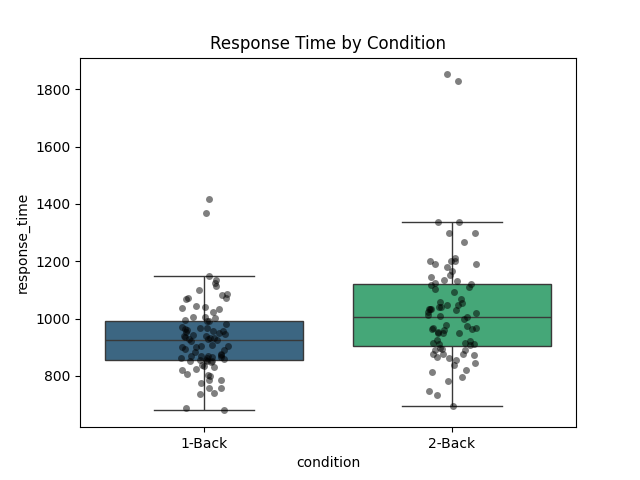 Response Time by Condition
1800
1600
1400
1200
1000
800
response_time
1-Back
2-Back
condition